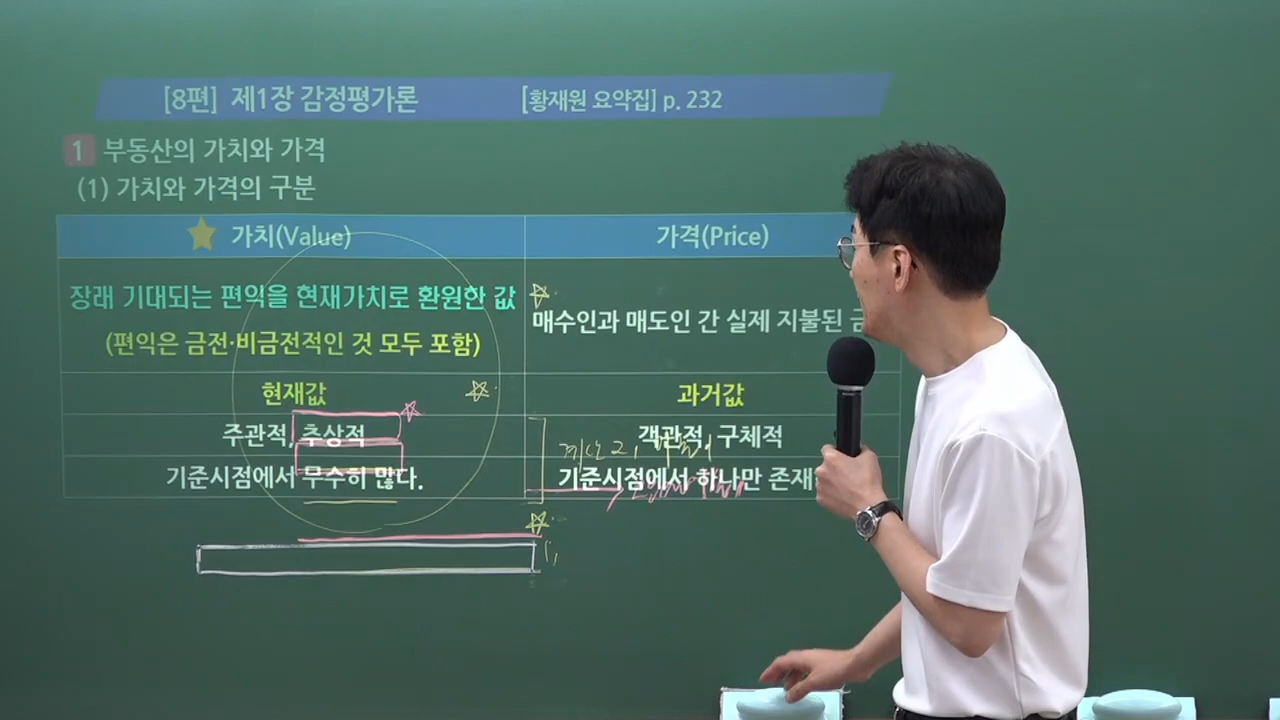 [8편] 제1장 감정평가론 [황재원 요약집] p. 232
1 부동산의 가치와 가격
(1) 가치와 가격의 구분
가치(Value) 가격(Price)
장래 기대되는 편익을 현재가치로 환원한 값
(편익은 금전·비금전적인 것 모두 포함)
매수인과 매도인 간 실제 지불된
현재값 과거값
주관적, 추상적 객관적, 구체적
기준시점에서 무수히 많다. 기준시점에서 하나만 존재